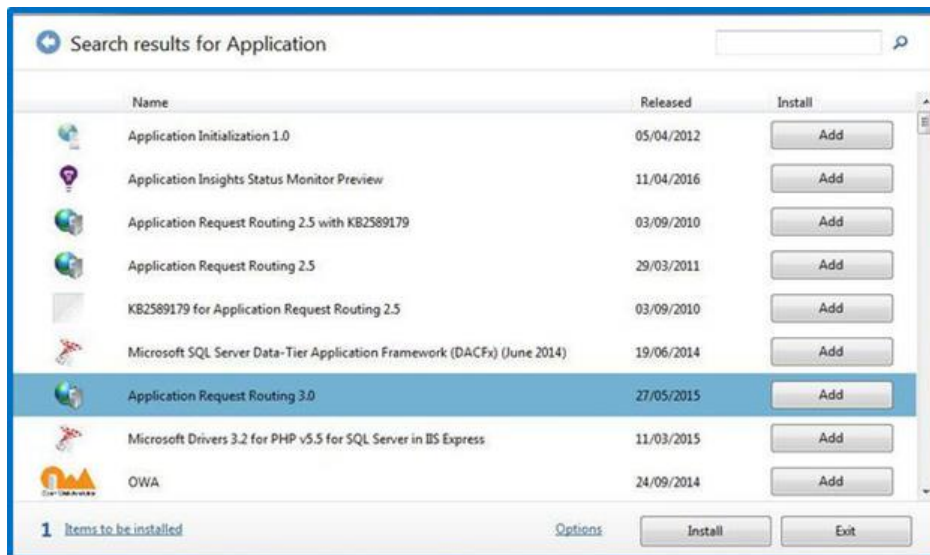 Search results for Application
Name Released Install
Application Initialization 1.0 05/04/2012 Add
Application Insights Status Monitor Preview 11/04/2016 Add
Application Request Routing 2.5 with KB2589179 03/09/2010 Add
Application Request Routing 2.5 29/03/2011 Add
KB2589179 for Application Request Routing 2.5 03/09/2010 Add
Microsoft SQL Server Data-Tier Application Framework (DACFx) (June 2014) 19/06/2014 Add
Application Request Routing 3.0 27/05/2015 Add
Microsoft Drivers 3.2 for PHP v5.5 for SQL Server in IIS Express 11/03/2015 Add
OWA 24/09/2014 Add
1 Items to be installed Options Install Exit